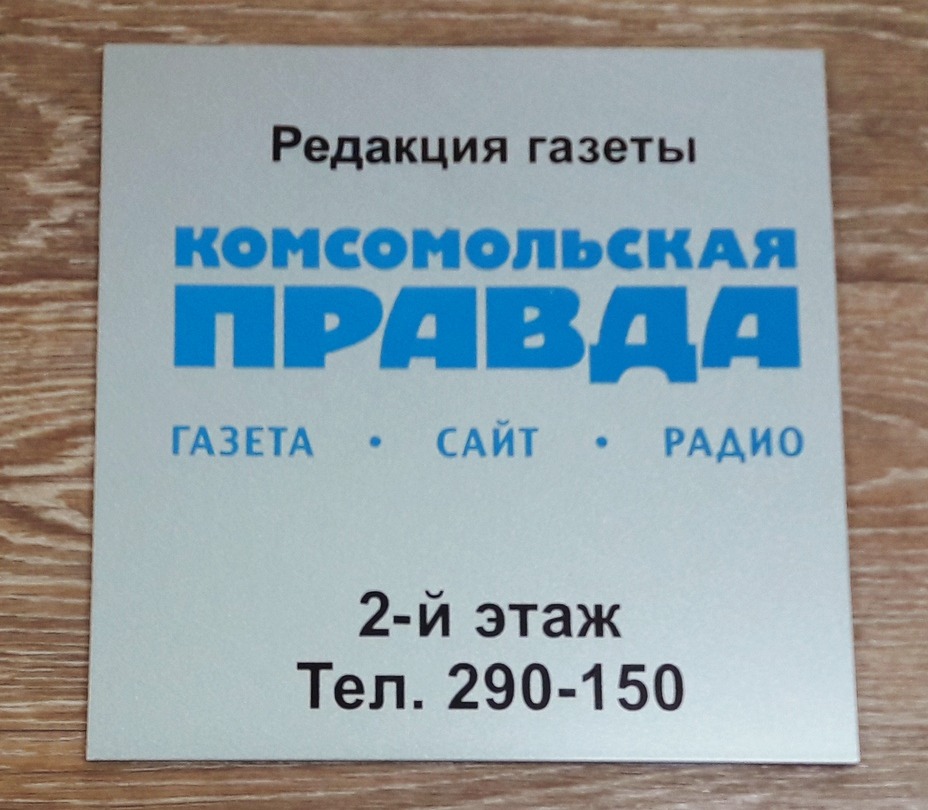 Редакция газеты
КОМСОМОЛЬСКАЯ
ПРАВДА
ГАЗЕТА • САЙТ • РАДИО
2-й этаж
Тел. 290-150